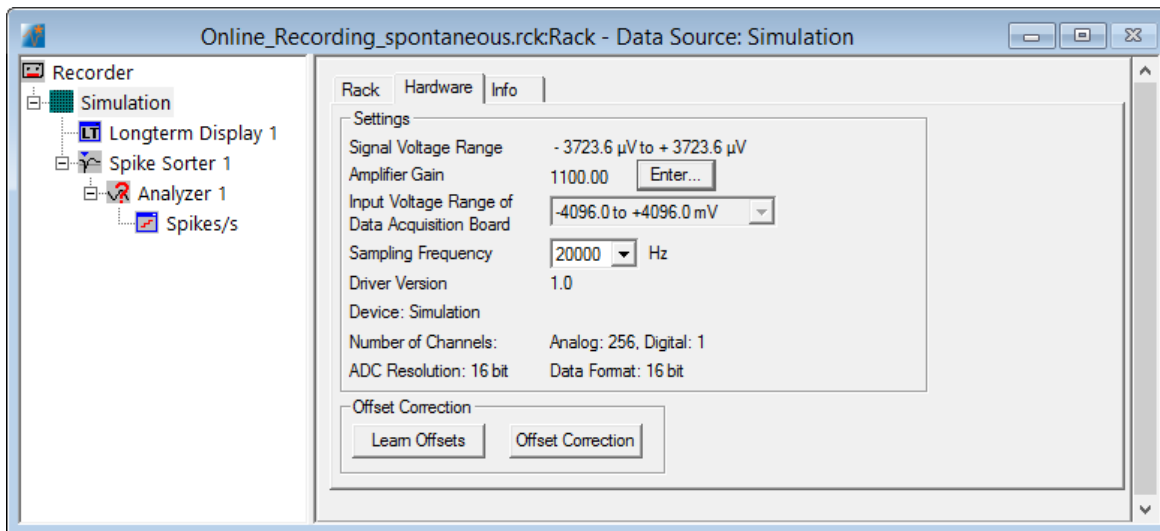 Online_Recording_spontaneous.rck:Rack - Data Source: Simulation
Recorder
Simulation
LT Longterm Display 1
Spike Sorter 1
Analyzer 1
Spikes/s
Rack Hardware Info
Settings
Signal Voltage Range - 3723.6 µV to + 3723.6 µV
Amplifier Gain 1100.00 Enter...
Input Voltage Range of
Data Acquisition Board -4096.0 to +4096.0 mV
Sampling Frequency 20000 Hz
Driver Version 1.0
Device: Simulation
Number of Channels: Analog: 256, Digital: 1
ADC Resolution: 16 bit Data Format: 16 bit
Offset Correction
Learn Offsets Offset Correction